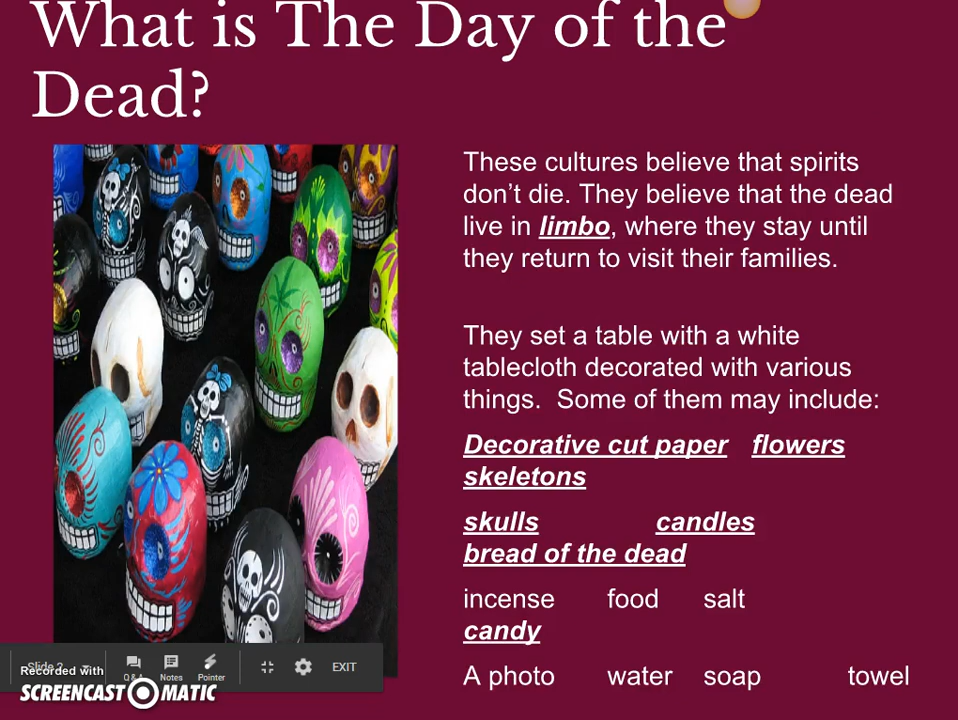 What is The Day of the
Dead?
These cultures believe that spirits
don't die. They believe that the dead
live in limbo, where they stay until
they return to visit their families.
They set a table with a white
tablecloth decorated with various
things. Some of them may include:
Decorative cut paper flowers
skeletons
skulls candles
bread of the dead
incense food salt
candy
A photo water soap towel
Slide 2
Q & A Notes Pointer EXIT
Recorded with
SCREENCAST-O-MATIC